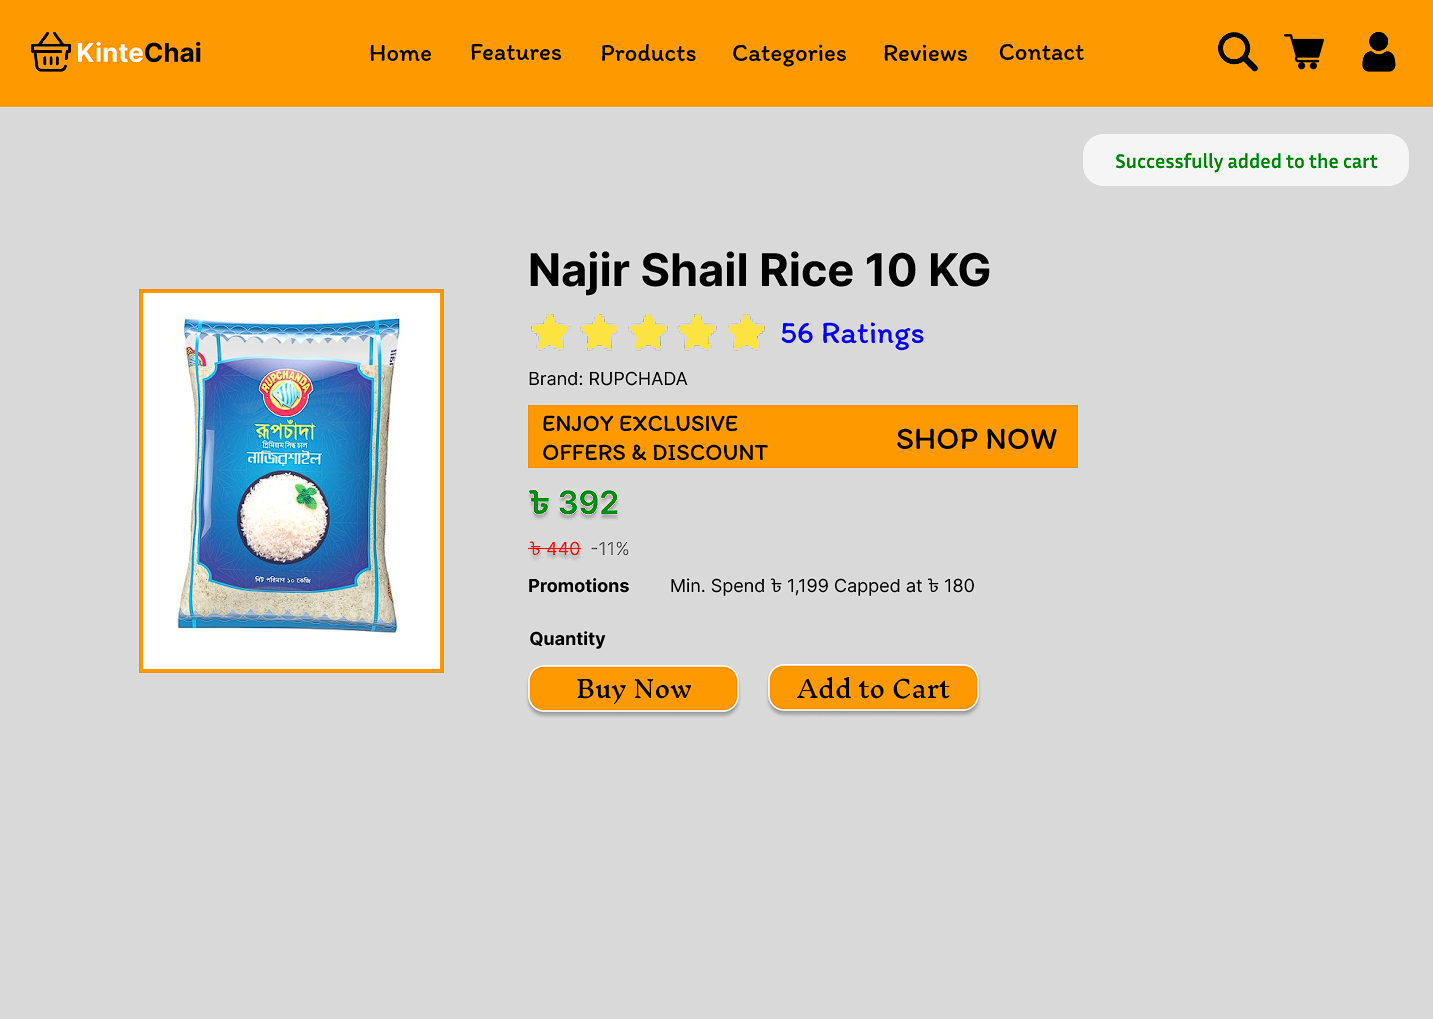 KinteChai
Home Features Products Categories Reviews Contact
Successfully added to the cart
Najir Shail Rice 10 KG
56 Ratings
Brand: RUPCHADA
ENJOY EXCLUSIVE
OFFERS & DISCOUNT
SHOP NOW
৳ 392
৳ 440 -11%
Promotions Min. Spend ৳ 1,199 Capped at ৳ 180
Quantity
Buy Now Add to Cart
RUPCHANDA
রূপচাঁদা
প্রিমিয়াম সিদ্ধ চাল
নাজিরশাইল
নিট পরিমাণ ১০ কেজি